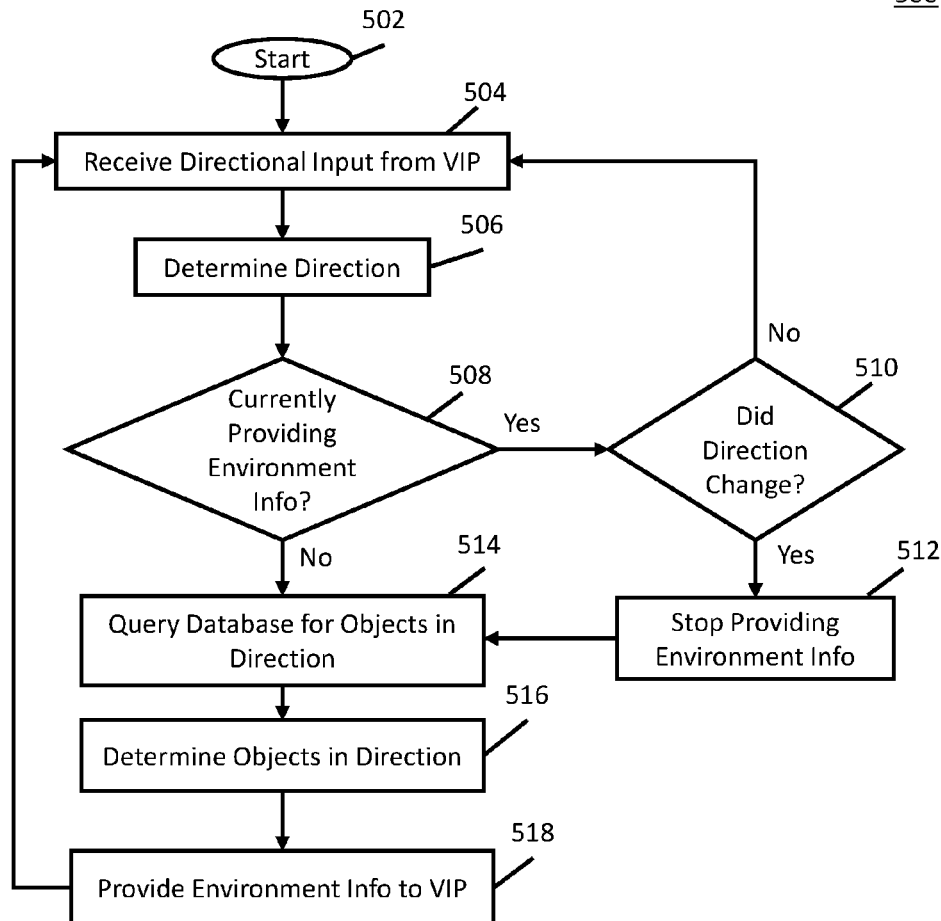 502
Start
504
Receive Directional Input from VIP
506
Determine Direction
No
508
510
Currently
Providing
Environment
Info?
Yes
Did
Direction
Change?
No
514
Yes
512
Query Database for Objects in
Direction
Stop Providing
Environment Info
516
Determine Objects in Direction
518
Provide Environment Info to VIP